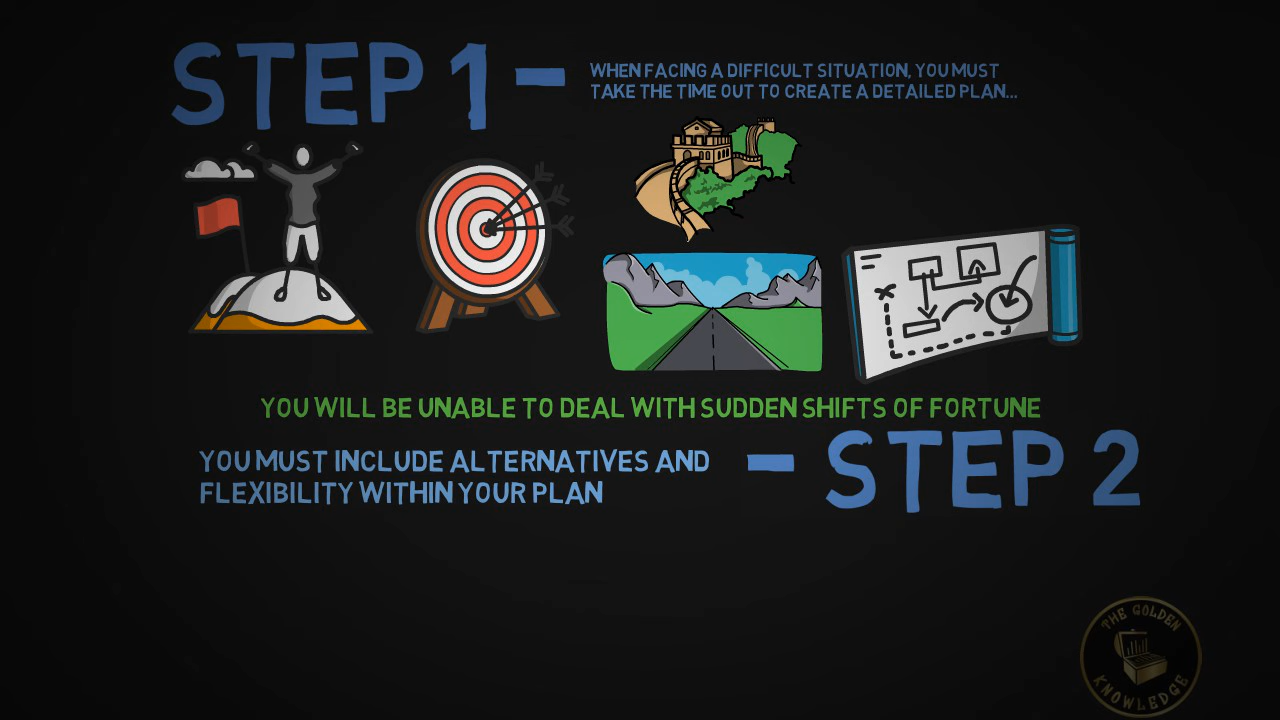 STEP 1 -
WHEN FACING A DIFFICULT SITUATION, YOU MUST
TAKE THE TIME OUT TO CREATE A DETAILED PLAN...
YOU WILL BE UNABLE TO DEAL WITH SUDDEN SHIFTS OF FORTUNE
YOU MUST INCLUDE ALTERNATIVES AND
FLEXIBILITY WITHIN YOUR PLAN
- STEP 2
THE GOLDEN
KNOWLEDGE